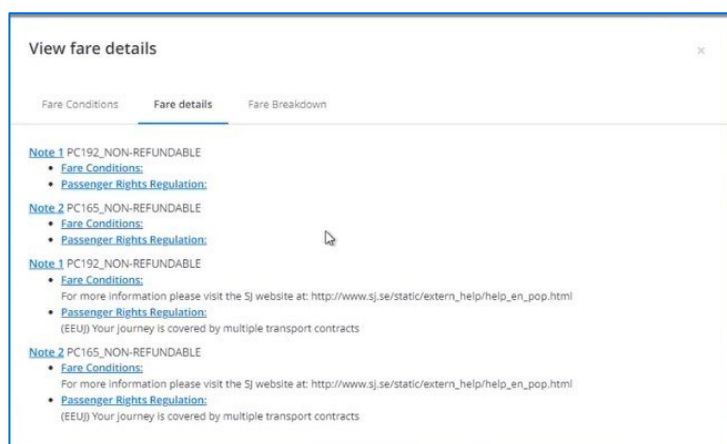 View fare details
×
Fare Conditions Fare details Fare Breakdown
Note 1 PC192_NON-REFUNDABLE
• Fare Conditions:
• Passenger Rights Regulation:
Note 2 PC165_NON-REFUNDABLE
• Fare Conditions:
• Passenger Rights Regulation:
Note 1 PC192_NON-REFUNDABLE
• Fare Conditions:
For more information please visit the SJ website at: http://www.sj.se/static/extern_help/help_en_pop.html
• Passenger Rights Regulation:
(EEUJ) Your journey is covered by multiple transport contracts
Note 2 PC165_NON-REFUNDABLE
• Fare Conditions:
For more information please visit the SJ website at: http://www.sj.se/static/extern_help/help_en_pop.html
• Passenger Rights Regulation:
(EEUJ) Your journey is covered by multiple transport contracts